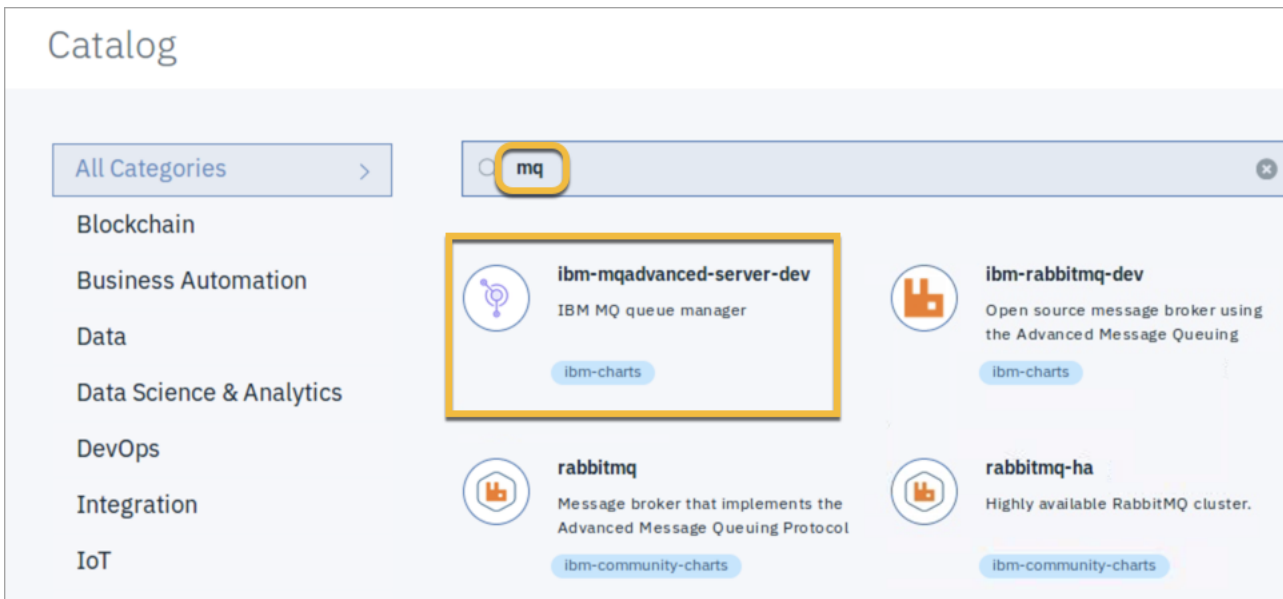 Catalog
All Categories
Blockchain
Business Automation
Data
Data Science & Analytics
DevOps
Integration
IoT
mq
ibm-mqadvanced-server-dev
IBM MQ queue manager
ibm-charts
ibm-rabbitmq-dev
Open source message broker using
the Advanced Message Queuing
ibm-charts
rabbitmq
Message broker that implements the
Advanced Message Queuing Protocol
ibm-community-charts
rabbitmq-ha
Highly available RabbitMQ cluster.
ibm-community-charts